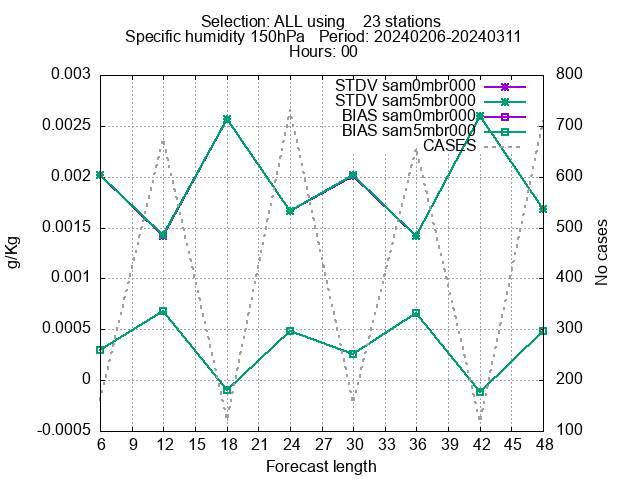 Selection: ALL using    23 stations
Specific humidity 150hPa   Period: 20240206-20240311
Hours: 00
STDV sam0mbr000
STDV sam5mbr000
BIAS sam0mbr000
BIAS sam5mbr000
CASES
0.003
0.0025
0.002
0.0015
0.001
0.0005
0
-0.0005
g/Kg
800
700
600
500
400
300
200
100
No cases
6 9 12 15 18 21 24 27 30 33 36 39 42 45 48
Forecast length